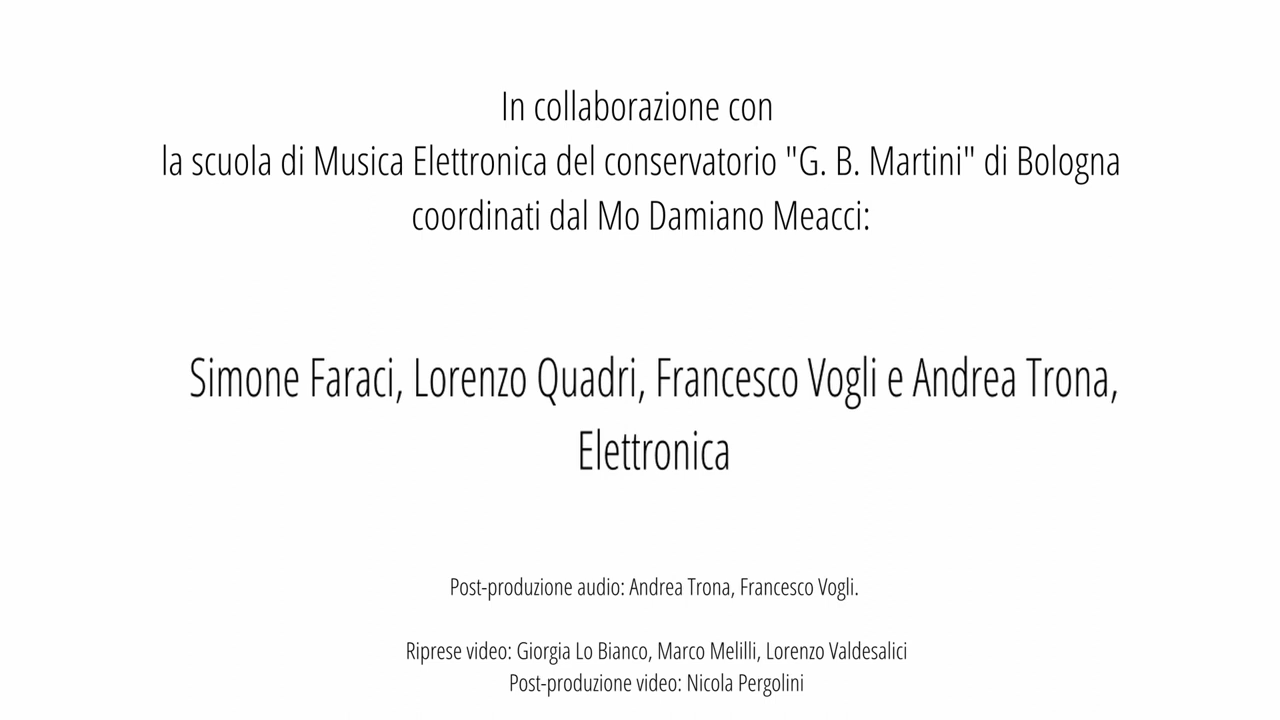 In collaborazione con
la scuola di Musica Elettronica del conservatorio "G. B. Martini" di Bologna
coordinati dal Mo Damiano Meacci:
Simone Faraci, Lorenzo Quadri, Francesco Vogli e Andrea Trona,
Elettronica
Post-produzione audio: Andrea Trona, Francesco Vogli.
Riprese video: Giorgia Lo Bianco, Marco Melilli, Lorenzo Valdesalici
Post-produzione video: Nicola Pergolini